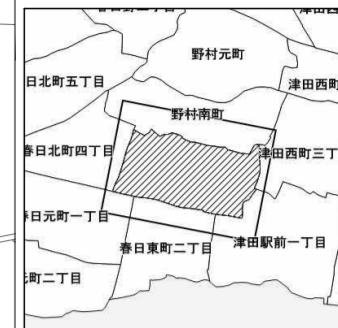 野村元町
津田西町
日北町五丁目
野村南町
春日北町四丁目
津田西町三丁
日元町一丁目
春日東町二丁目
津田駅前一丁目
元町二丁目